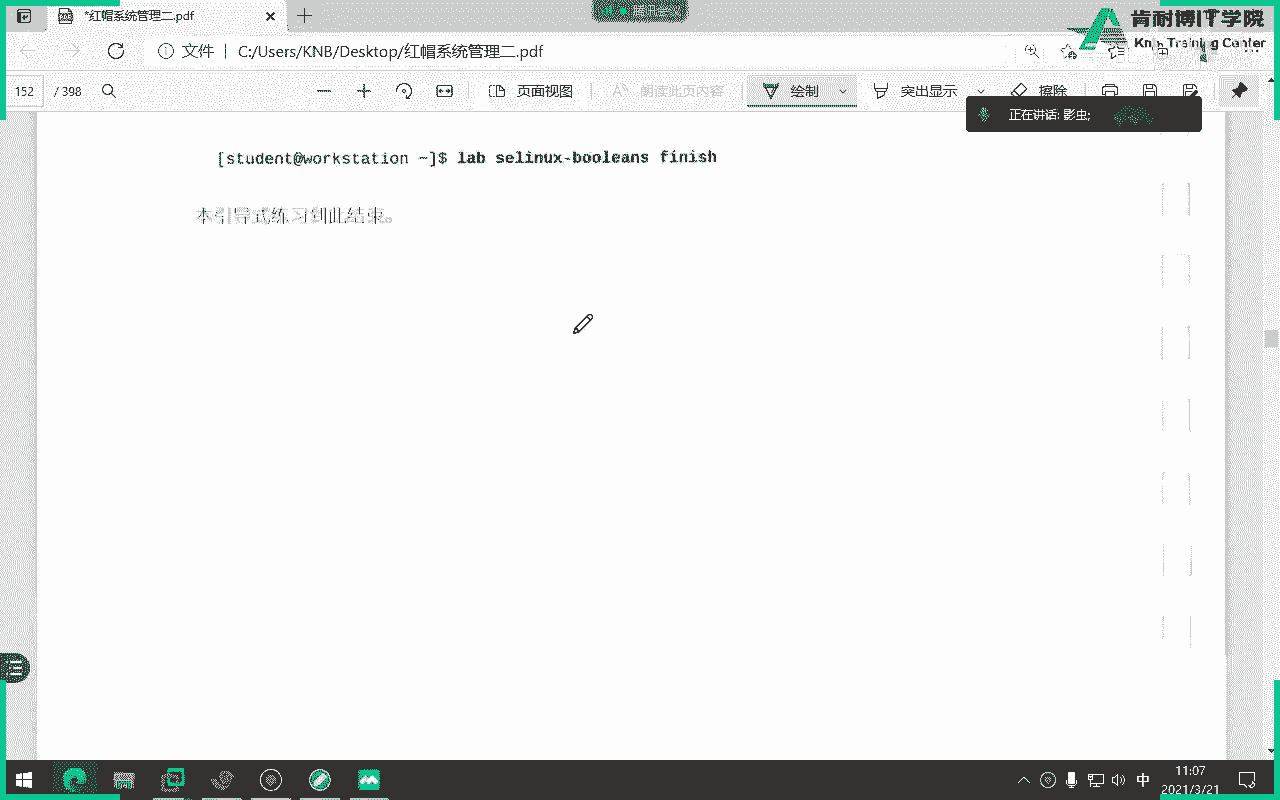 *红帽系统管理二.pdf
肯耐博IT学院
KnB Training Center
文件 | C:/Users/KNB/Desktop/红帽系统管理二.pdf
152 / 398 页面视图 朗读此页内容 绘制 突出显示 擦除
正在讲话: 影虫;
[student@workstation ~]$ lab selinux-booleans finish
本引导式练习到此结束。
中
11:07
2021/3/21